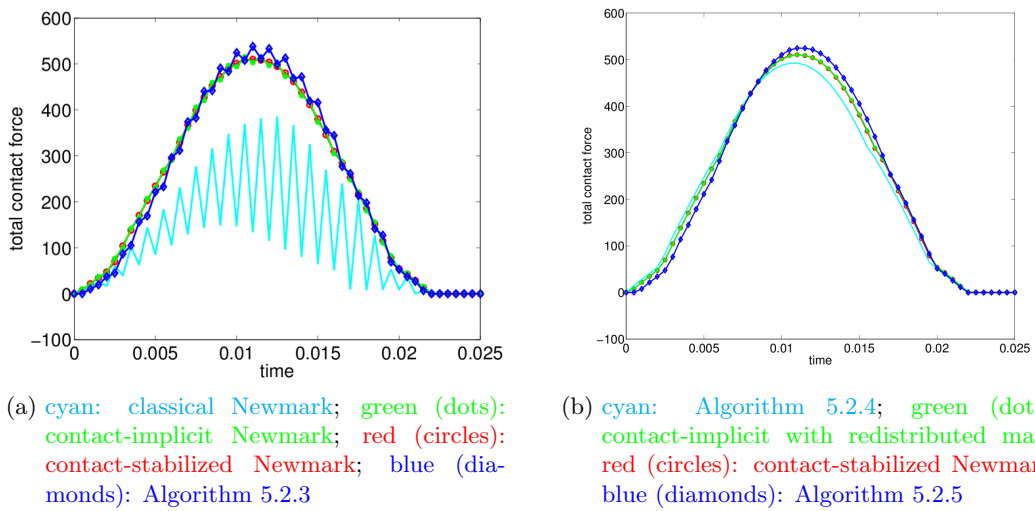 600
500
400
300
200
100
0
−100
total contact force
0 0.005 0.01 0.015 0.02 0.025
time
(a) cyan: classical Newmark; green (dots):
contact-implicit Newmark; red (circles):
contact-stabilized Newmark; blue (dia-
monds): Algorithm 5.2.3
600
500
400
300
200
100
0
−100
total contact force
0 0.005 0.01 0.015 0.02 0.025
time
(b) cyan: Algorithm 5.2.4; green (dot
contact-implicit with redistributed ma
red (circles): contact-stabilized Newmar
blue (diamonds): Algorithm 5.2.5